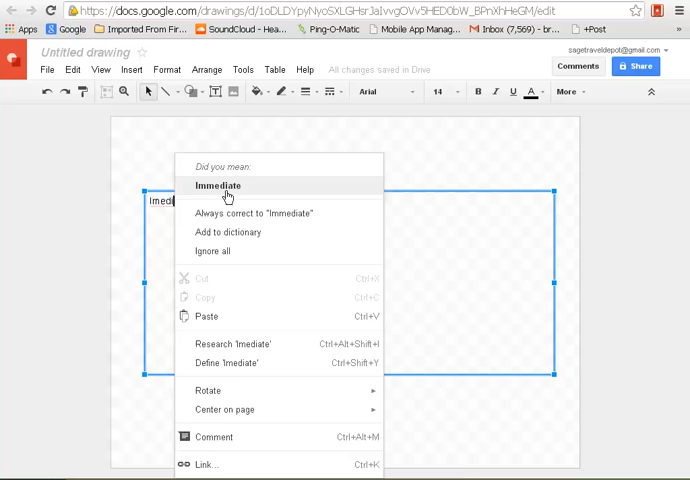 https://docs.google.com/drawings/d/1oDLDYpyNyoSXLGHsrJaIvvgOVv5HED0W_BPnXhHeGM/edit
Apps
Google
Imported From Fir...
SoundCloud - Hea...
Ping-O-Matic
Mobile App Manag...
Inbox (7,569) - br...
+Post
Untitled drawing
sagetraveldepot@gmail.com
File Edit View Insert Format Arrange Tools Table Help All changes saved in Drive
Comments
Share
Arial
14
B I U A
More
Imedi
Did you mean:
Immediate
Always correct to "Immediate"
Add to dictionary
Ignore all
Cut Ctrl+X
Copy Ctrl+C
Paste Ctrl+V
Research 'Imediate' Ctrl+Alt+Shift+I
Define 'Imediate' Ctrl+Shift+Y
Rotate
Center on page
Comment Ctrl+Alt+M
Link... Ctrl+K